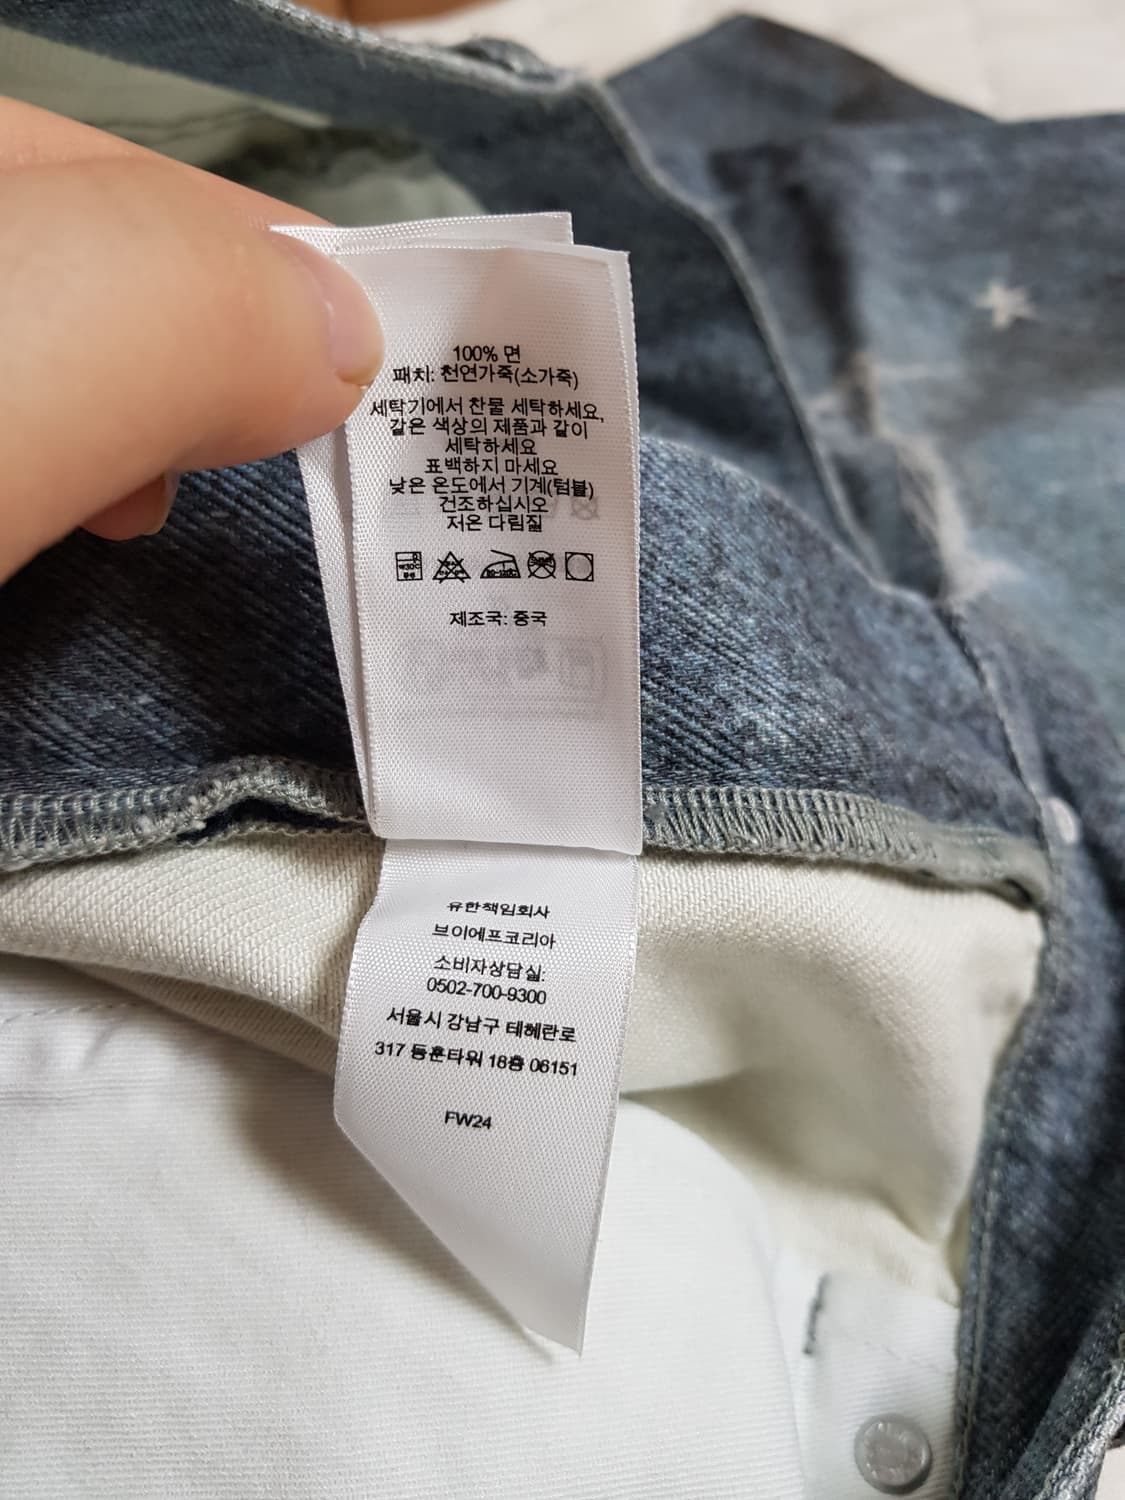 100% 면
패치: 천연가죽(소가죽)
세탁기에서 찬물 세탁하세요,
같은 색상의 제품과 같이
세탁하세요
표백하지 마세요
낮은 온도에서 기계(텀블)
건조하십시오
저온 다림질
제조국: 중국
유한책임회사
브이에프코리아
소비자상담실:
0502-700-9300
서울시 강남구 테헤란로
317 동훈타워 18층 06151
FW24